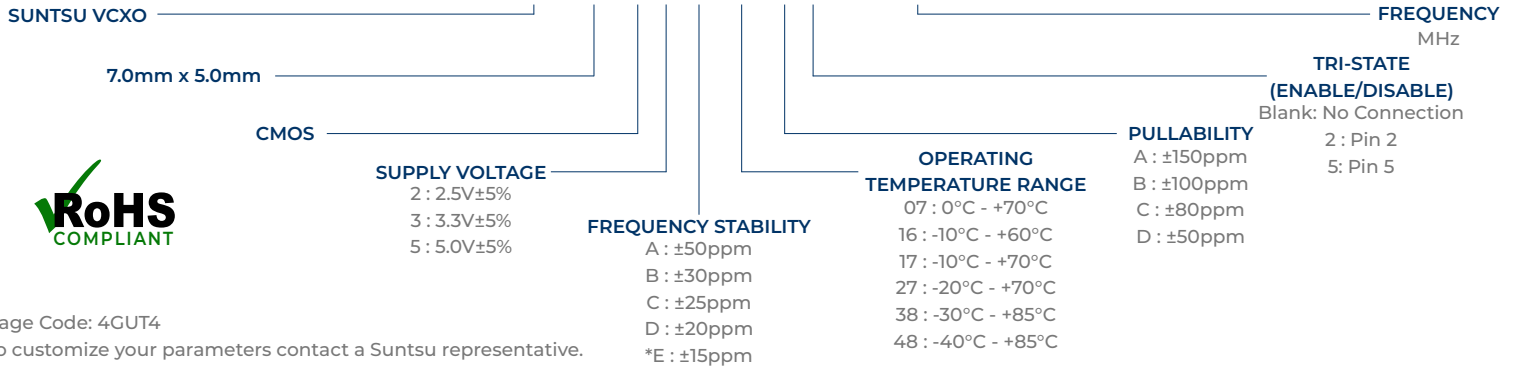 SUNTSU VCXO
7.0mm x 5.0mm
CMOS
SUPPLY VOLTAGE
2 : 2.5V±5%
3 : 3.3V±5%
5 : 5.0V±5%
FREQUENCY STABILITY
A : ±50ppm
B : ±30ppm
C : ±25ppm
D : ±20ppm
*E : ±15ppm
OPERATING
TEMPERATURE RANGE
07 : 0°C - +70°C
16 : -10°C - +60°C
17 : -10°C - +70°C
27 : -20°C - +70°C
38 : -30°C - +85°C
48 : -40°C - +85°C
PULLABILITY
A : ±150ppm
B : ±100ppm
C : ±80ppm
D : ±50ppm
TRI-STATE
(ENABLE/DISABLE)
Blank: No Connection
2 : Pin 2
5: Pin 5
FREQUENCY
MHz
RoHS
COMPLIANT
age Code: 4GUT4
customize your parameters contact a Suntsu representative.